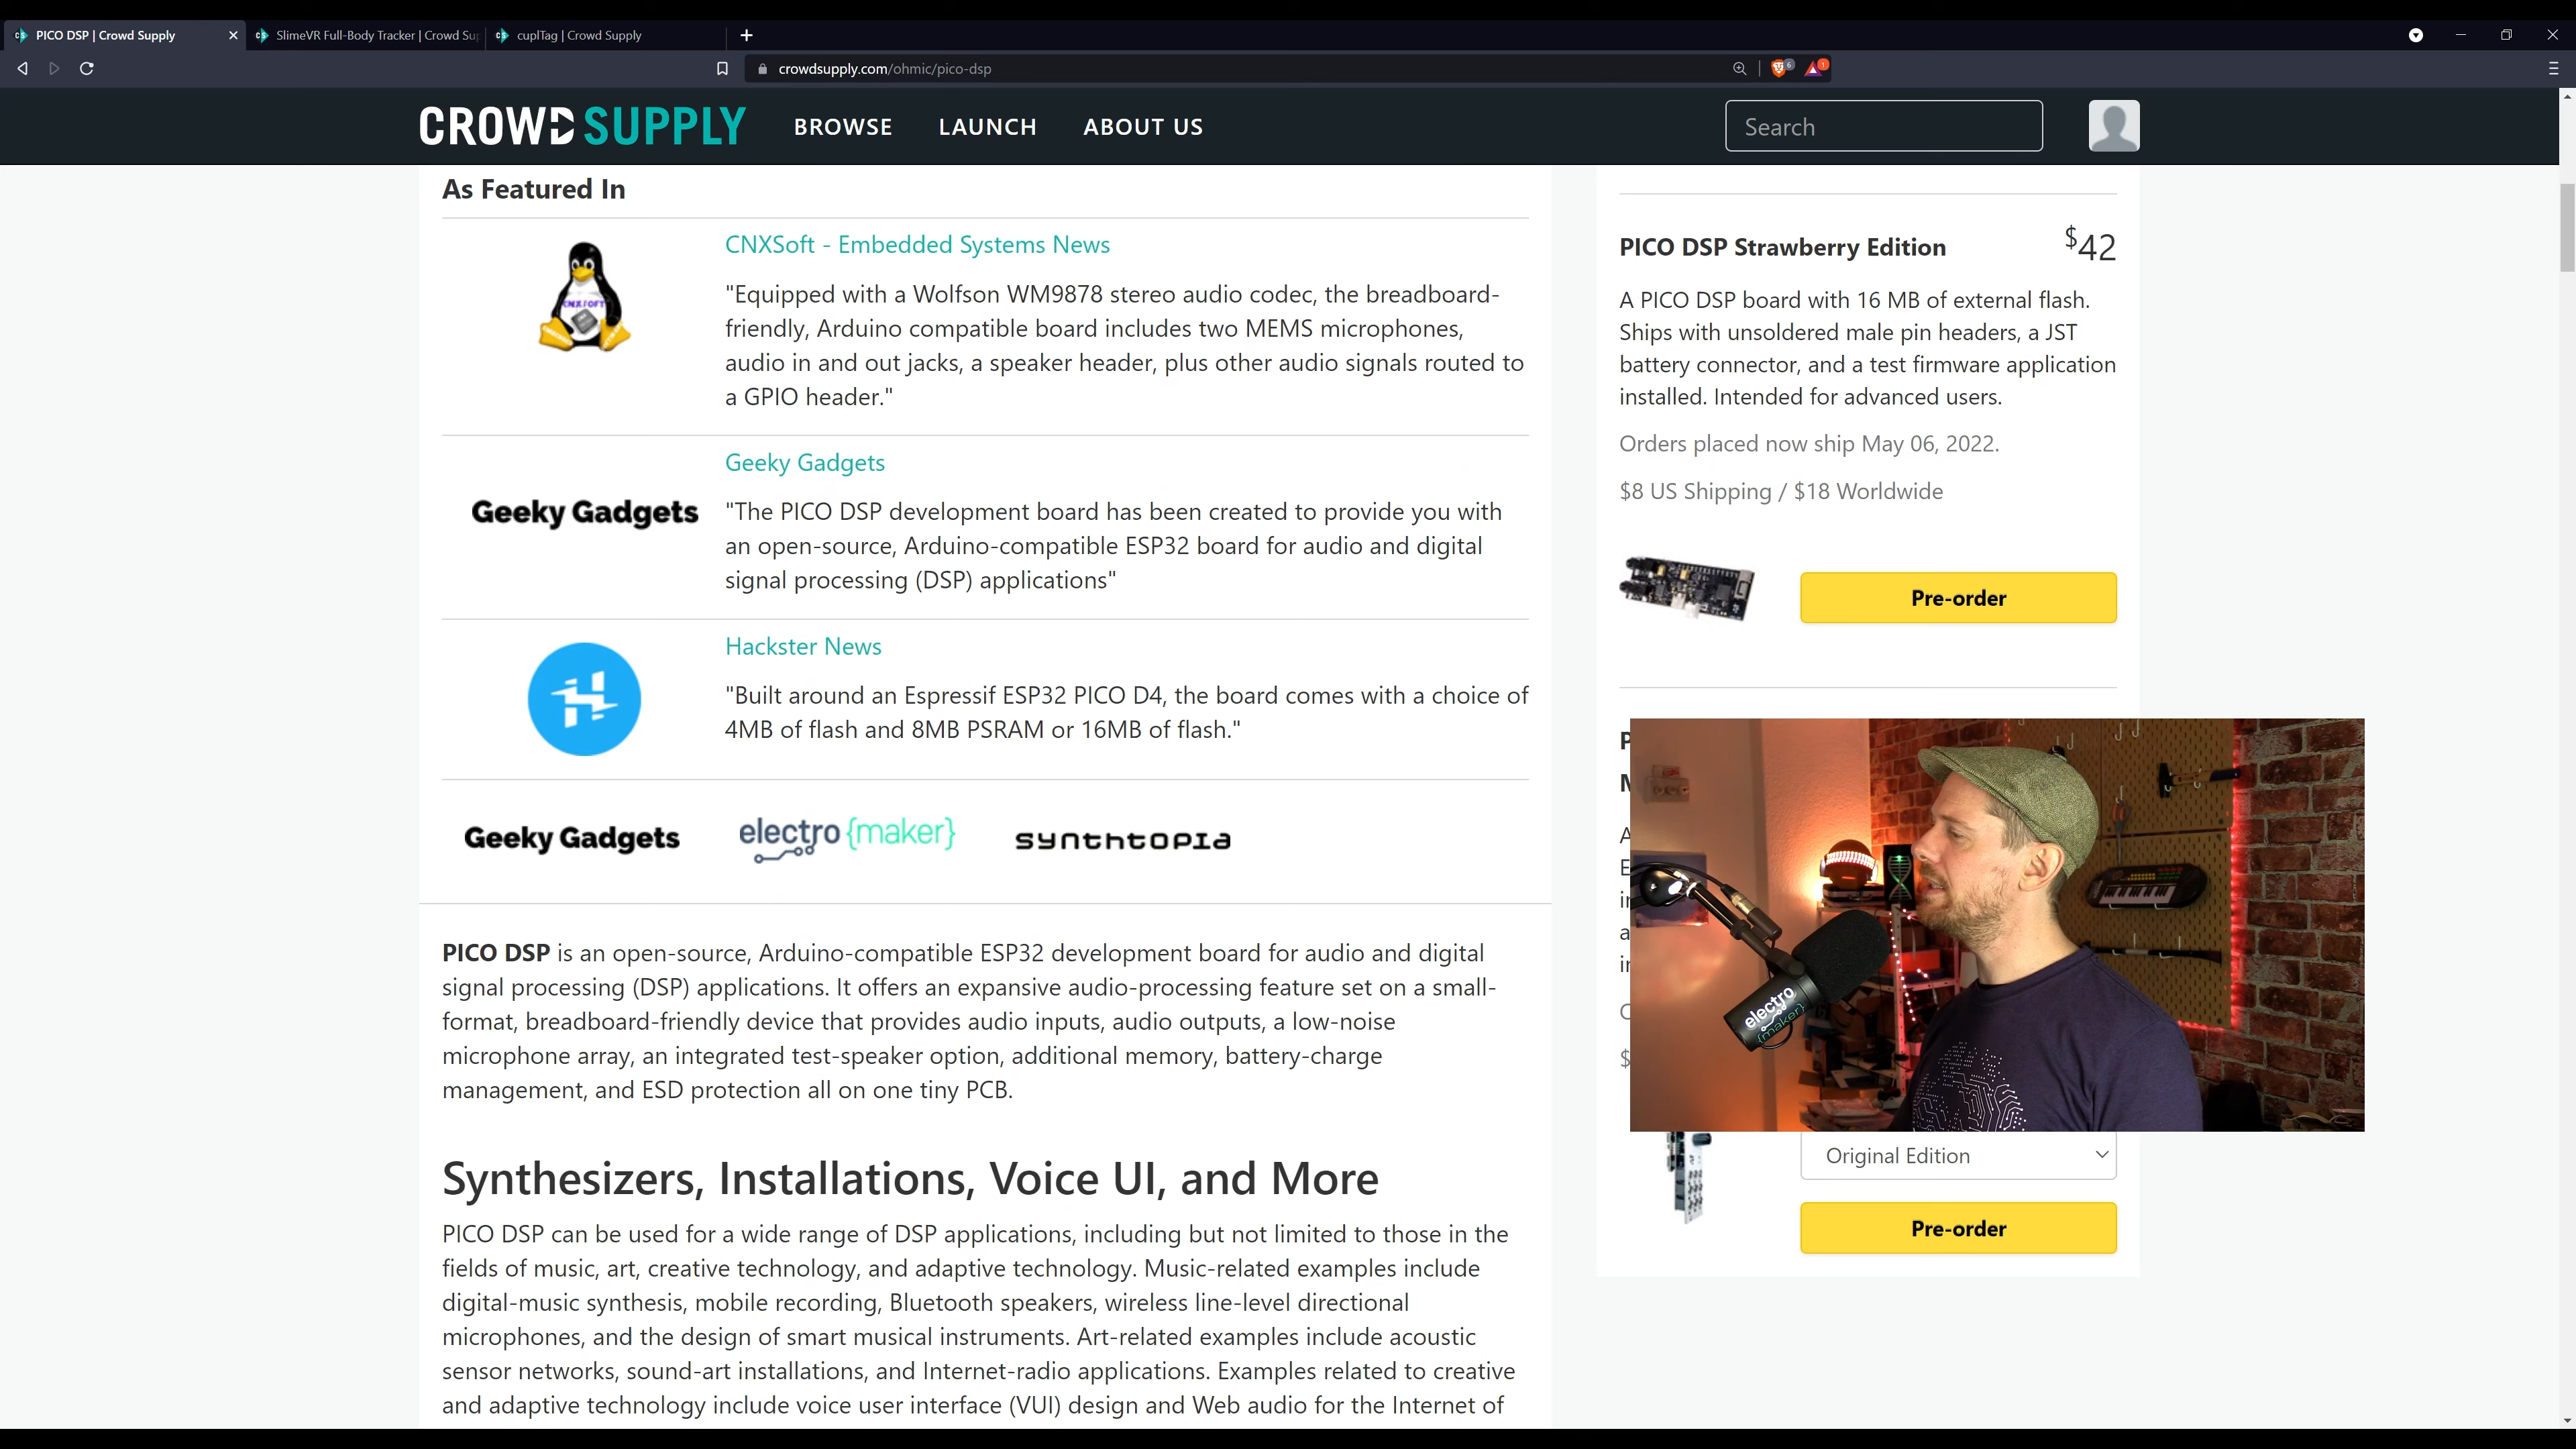 PICO DSP | Crowd Supply
SlimeVR Full-Body Tracker | Crowd Su
cuplTag | Crowd Supply
crowdsupply.com/ohmic/pico-dsp
6
1
CROWD SUPPLY
BROWSE
LAUNCH
ABOUT US
Search
As Featured In
CNXSOFT
CNXSoft - Embedded Systems News
"Equipped with a Wolfson WM9878 stereo audio codec, the breadboard-
friendly, Arduino compatible board includes two MEMS microphones,
audio in and out jacks, a speaker header, plus other audio signals routed to
a GPIO header."
Geeky Gadgets
Geeky Gadgets
"The PICO DSP development board has been created to provide you with
an open-source, Arduino-compatible ESP32 board for audio and digital
signal processing (DSP) applications"
Hackster News
"Built around an Espressif ESP32 PICO D4, the board comes with a choice of
4MB of flash and 8MB PSRAM or 16MB of flash."
Geeky Gadgets
electro {maker}
synthtopia
PICO DSP is an open-source, Arduino-compatible ESP32 development board for audio and digital
signal processing (DSP) applications. It offers an expansive audio-processing feature set on a small-
format, breadboard-friendly device that provides audio inputs, audio outputs, a low-noise
microphone array, an integrated test-speaker option, additional memory, battery-charge
management, and ESD protection all on one tiny PCB.
Synthesizers, Installations, Voice UI, and More
PICO DSP can be used for a wide range of DSP applications, including but not limited to those in the
fields of music, art, creative technology, and adaptive technology. Music-related examples include
digital-music synthesis, mobile recording, Bluetooth speakers, wireless line-level directional
microphones, and the design of smart musical instruments. Art-related examples include acoustic
sensor networks, sound-art installations, and Internet-radio applications. Examples related to creative
and adaptive technology include voice user interface (VUI) design and Web audio for the Internet of
PICO DSP Strawberry Edition
$42
A PICO DSP board with 16 MB of external flash.
Ships with unsoldered male pin headers, a JST
battery connector, and a test firmware application
installed. Intended for advanced users.
Orders placed now ship May 06, 2022.
$8 US Shipping / $18 Worldwide
Pre-order
electro
{maker}
Original Edition
Pre-order